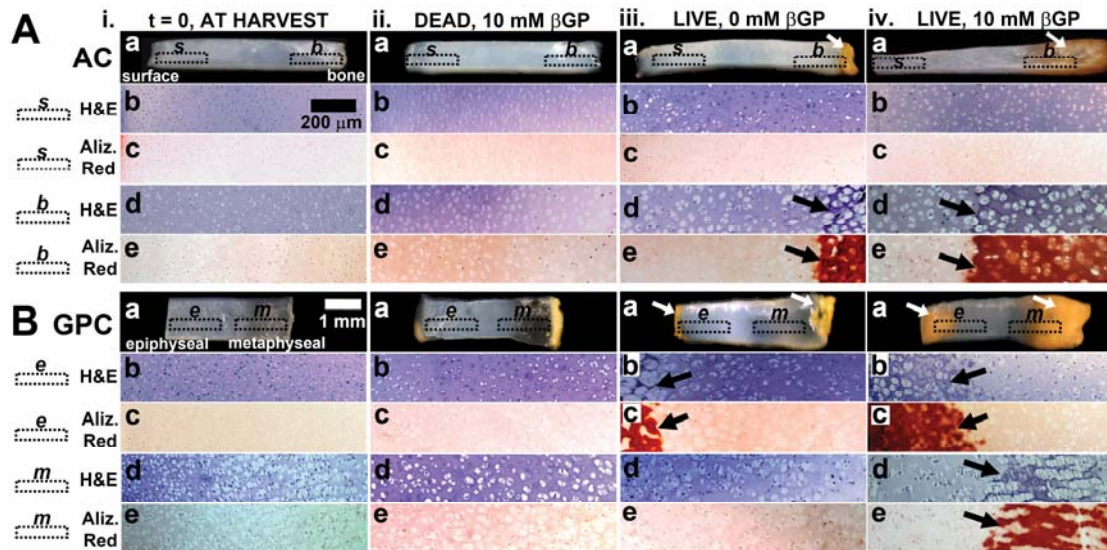 A
i. t = 0, AT HARVEST
ii. DEAD, 10 mM βGP
iii. LIVE, 0 mM βGP
iv. LIVE, 10 mM βGP
AC
a s b
surface bone
a s b
a s b
a s b
s H&E b 200 μm b b b
s Aliz. Red c c c c
b H&E d d d d
b Aliz. Red e e e e
B GPC
a e m 1 mm
epiphyseal metaphyseal
a e m
a e m
a e m
e H&E b b b b
e Aliz. Red c c c c
m H&E d d d d
m Aliz. Red e e e e